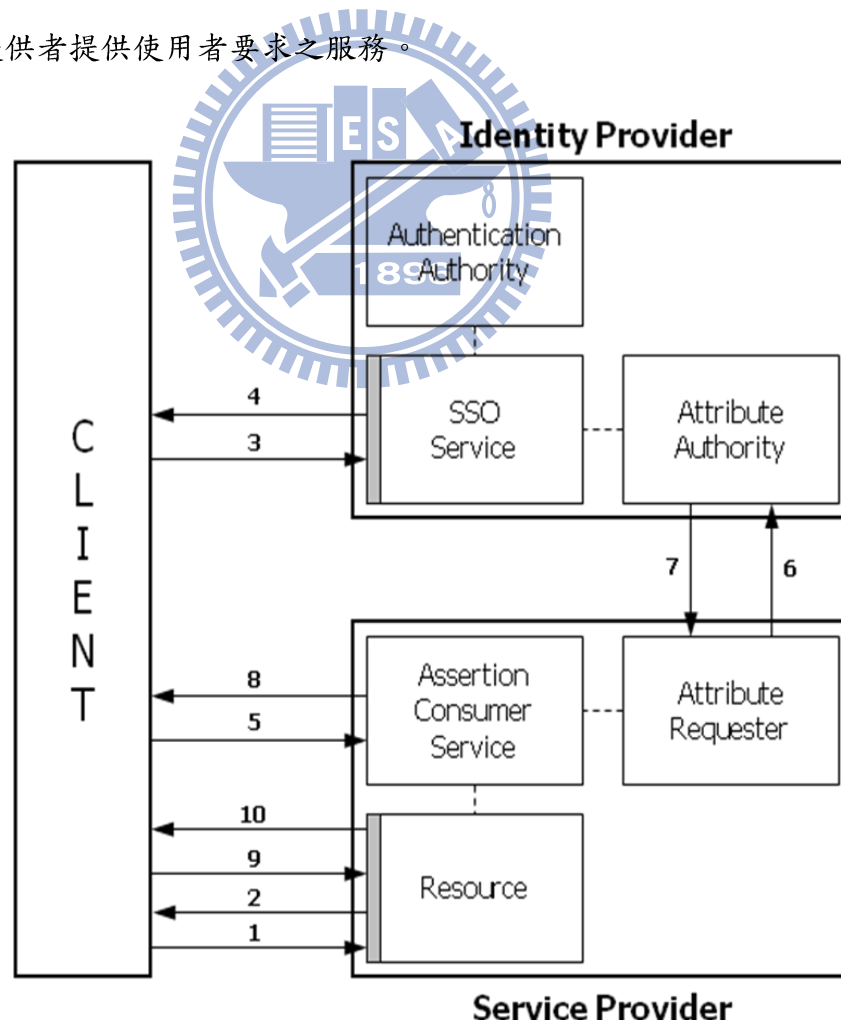 供者提供使用者要求之服務。
Identity Provider
Authentication
Authority
ES
A
1896
4
3
SSO
Service
Attribute
Authority
CLIENT
7
6
8
5
Assertion
Consumer
Service
Attribute
Requester
10
9
2
1
Resource
Service Provider